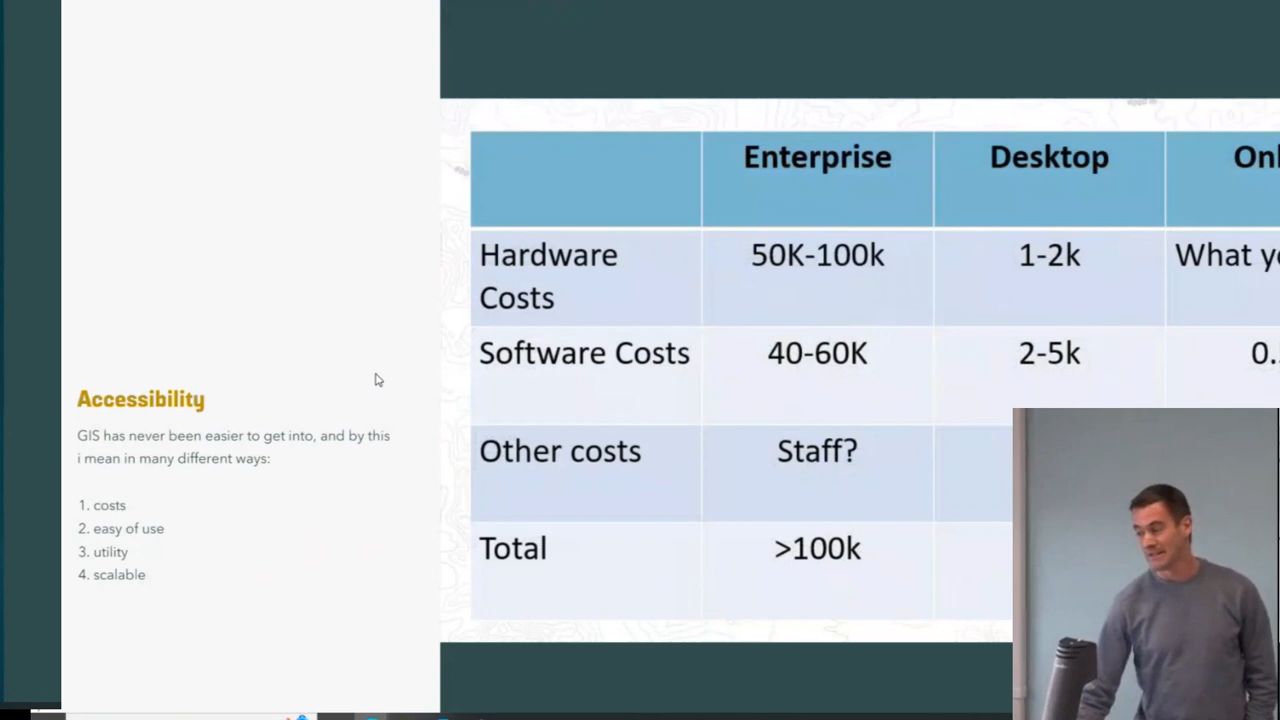 Accessibility
GIS has never been easier to get into, and by this
i mean in many different ways:
1. costs
2. easy of use
3. utility
4. scalable
Enterprise Desktop
Hardware 50K-100k 1-2k What
Costs
Software Costs 40-60K 2-5k
Other costs Staff?
Total >100k